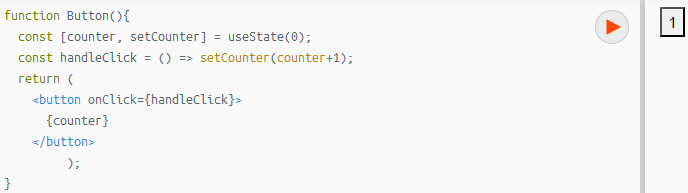 function Button(){
  const [counter, setCounter] = useState(0);
  const handleClick = () => setCounter(counter+1);
  return (
    <button onClick={handleClick}>
      {counter}
    </button>
         );
}
1